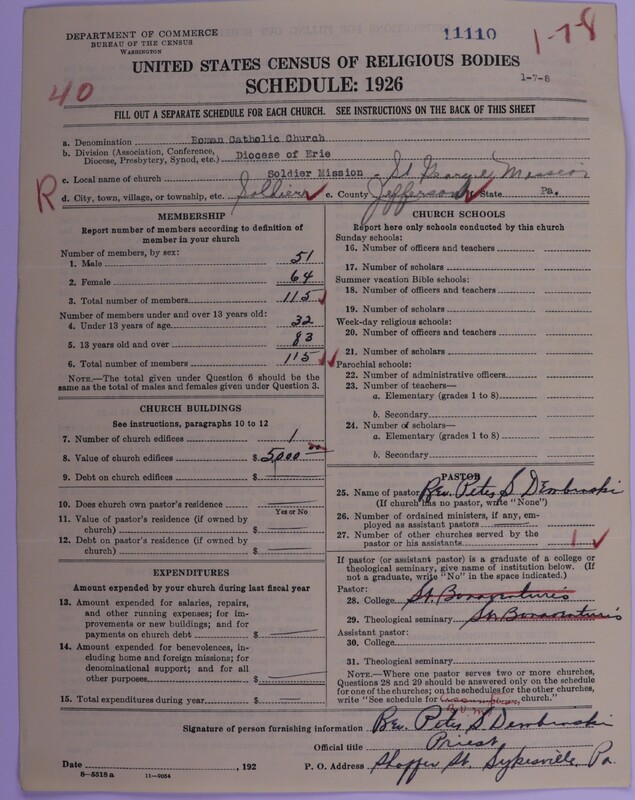 DEPARTMENT OF COMMERCE
BUREAU OF THE CENSUS
WASHINGTON
11110
1-7-8
UNITED STATES CENSUS OF RELIGIOUS BODIES
SCHEDULE: 1926
1-7-8
40
FILL OUT A SEPARATE SCHEDULE FOR EACH CHURCH. SEE INSTRUCTIONS ON THE BACK OF THIS SHEET
a. Denomination Roman Catholic Church
b. Division (Association, Conference, Diocese, Presbytery, Synod, etc.) Diocese of Erie
c. Local name of church Soldier Mission - St George Mission
R
d. City, town, village, or township, etc. Soldier e. County Jefferson f. State Pa.
MEMBERSHIP
Report number of members according to definition of
member in your church
Number of members, by sex:
1. Male 51
2. Female 64
3. Total number of members 115
Number of members under and over 13 years old:
4. Under 13 years of age 32
5. 13 years old and over 83
6. Total number of members 115
NOTE.—The total given under Question 6 should be the
same as the total of males and females given under Question 3.
CHURCH BUILDINGS
See instructions, paragraphs 10 to 12
7. Number of church edifices 1
8. Value of church edifices $ 5,000
9. Debt on church edifices $
10. Does church own pastor's residence
Yes or No
11. Value of pastor's residence (if owned by
church) $
12. Debt on pastor's residence (if owned by
church) $
EXPENDITURES
Amount expended by your church during last fiscal year
13. Amount expended for salaries, repairs,
and other running expenses; for im-
provements or new buildings; and for
payments on church debt $
14. Amount expended for benevolences, in-
cluding home and foreign missions; for
denominational support; and for all
other purposes $
15. Total expenditures during year $
CHURCH SCHOOLS
Report here only schools conducted by this church
Sunday schools:
16. Number of officers and teachers
17. Number of scholars
Summer vacation Bible schools:
18. Number of officers and teachers
19. Number of scholars
Week-day religious schools:
20. Number of officers and teachers
21. Number of scholars
Parochial schools:
22. Number of administrative officers
23. Number of teachers—
a. Elementary (grades 1 to 8)
b. Secondary
24. Number of scholars—
a. Elementary (grades 1 to 8)
b. Secondary
PASTOR
25. Name of pastor Rev. Peter S Dembinski
(If church has no pastor, write "None")
26. Number of ordained ministers, if any, em-
ployed as assistant pastors
27. Number of other churches served by the
pastor or his assistants 1
If pastor (or assistant pastor) is a graduate of a college or
theological seminary, give name of institution below. (If
not a graduate, write "No" in the space indicated.)
Pastor:
28. College St. Bonaventure's
29. Theological seminary St. Bonaventure's
Assistant pastor:
30. College
31. Theological seminary
NOTE.—Where one pastor serves two or more churches,
Questions 28 and 29 should be answered only on the schedule
for one of the churches; on the schedules for the other churches,
write "See schedule for Assumption church."
B.V.M.
Signature of person furnishing information Rev. Peter S. Dembinski
Official title Priest
Date , 192 P. O. Address Shaffer St. Sykesville, Pa.
8-5518 a 11-9054